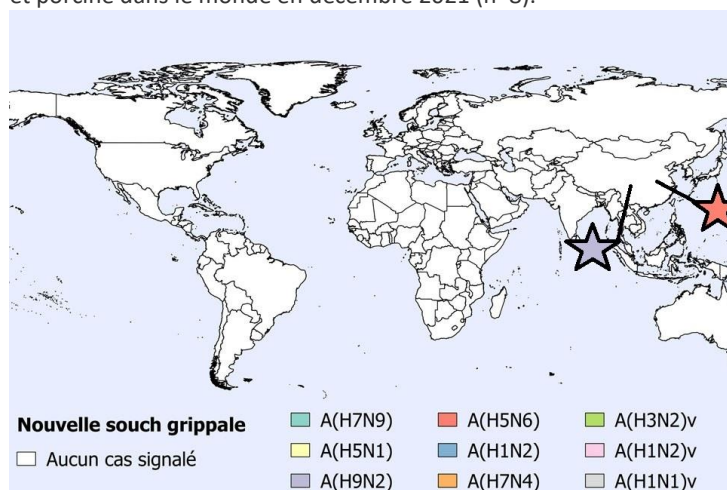 et porcine dans le monde en décembre 2021 (n=8).
Nouvelle souch grippale
Aucun cas signalé
A(H7N9)
A(H5N1)
A(H9N2)
A(H5N6)
A(H1N2)
A(H7N4)
A(H3N2)v
A(H1N2)v
A(H1N1)v